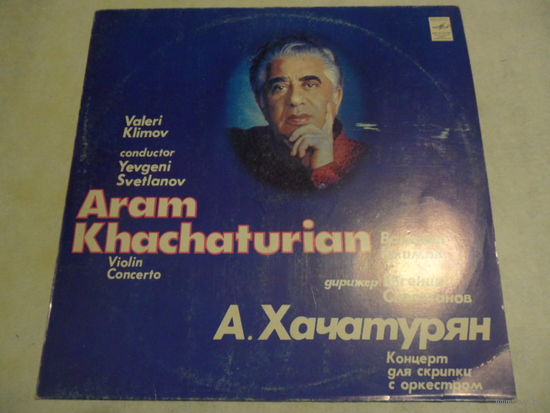 Valeri
Klimov
conductor
Yevgeni
Svetlanov
Aram
Khachaturian
Violin
Concerto
дирижер
А. Хачатурян
Концерт
для скрипки
с оркестром